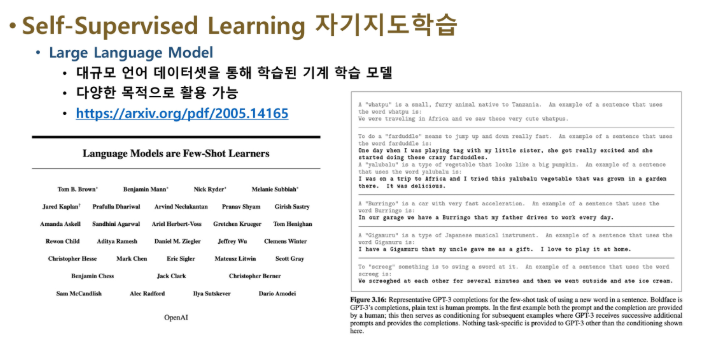 • Self-Supervised Learning 자기지도학습
• Large Language Model
• 대규모 언어 데이터셋을 통해 학습된 기계 학습 모델
• 다양한 목적으로 활용 가능
• https://arxiv.org/pdf/2005.14165
Language Models are Few-Shot Learners
Tom B. Brown* Benjamin Mann* Nick Ryder* Melanie Subbiah*
Jared Kaplan† Prafulla Dhariwal Arvind Neelakantan Pranav Shyam Girish Sastry
Amanda Askell Sandhini Agarwal Ariel Herbert-Voss Gretchen Krueger Tom Henighan
Rewon Child Aditya Ramesh Daniel M. Ziegler Jeffrey Wu Clemens Winter
Christopher Hesse Mark Chen Eric Sigler Mateusz Litwin Scott Gray
Benjamin Chess Jack Clark Christopher Berner
Sam McCandlish Alec Radford Ilya Sutskever Dario Amodei
OpenAI
A "whatpu" is a small, furry animal native to Tanzania. An example of a sentence that uses
the word whatpu is:
We were traveling in Africa and we saw these very cute whatpus.
To do a "farduddle" means to jump up and down really fast. An example of a sentence that uses
the word farduddle is:
One day when I was playing tag with my little sister, she got really excited and she
started doing these crazy farduddles.
A "yalubalu" is a type of vegetable that looks like a big pumpkin. An example of a sentence
that uses the word yalubalu is:
I was on a trip to Africa and I tried this yalubalu vegetable that was grown in a garden
there. It was delicious.
A "Burringo" is a car with very fast acceleration. An example of a sentence that uses the
word Burringo is:
In our garage we have a Burringo that my father drives to work every day.
A "Gigamuru" is a type of Japanese musical instrument. An example of a sentence that uses the
word Gigamuru is:
I have a Gigamuru that my uncle gave me as a gift. I love to play it at home.
To "screeg" something is to swing a sword at it. An example of a sentence that uses the word
screeg is:
We screeghed at each other for several minutes and then we went outside and ate ice cream.
Figure 3.16: Representative GPT-3 completions for the few-shot task of using a new word in a sentence. Boldface is
GPT-3's completions, plain text is human prompts. In the first example both the prompt and the completion are provided
by a human; this then serves as conditioning for subsequent examples where GPT-3 receives successive additional
prompts and provides the completions. Nothing task-specific is provided to GPT-3 other than the conditioning shown
here.